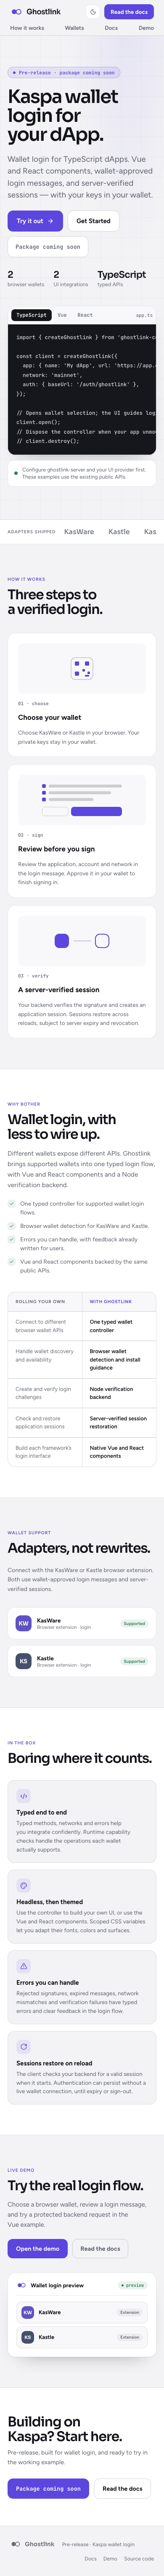 Ghostlink
Read the docs
How it works
Wallets
Docs
Demo
Pre-release · package coming soon
Kaspa wallet
login for
your dApp.
Wallet login for TypeScript dApps. Vue
and React components, wallet-approved
login messages, and server-verified
sessions — with your keys in your wallet.
Try it out →
Get Started
Package coming soon
2
browser wallets
2
UI integrations
TypeScript
typed APIs
TypeScript
Vue
React
app.ts
import { createGhostlink } from 'ghostlink-c
const client = createGhostlink({
app: { name: 'My dApp', url: 'https://app.
network: 'mainnet',
auth: { baseUrl: '/auth/ghostlink' },
});
// Opens wallet selection; the UI guides log
client.open();
// Dispose the controller when your app unmo
// client.destroy();
Configure ghostlink-server and your UI provider first.
These examples use the existing public APIs.
ADAPTERS SHIPPED
KasWare
Kastle
Kas
HOW IT WORKS
Three steps to
a verified login.
01 · choose
Choose your wallet
Choose KasWare or Kastle in your browser. Your
private keys stay in your wallet.
02 · sign
Review before you sign
Review the application, account and network in
the login message. Approve it in your wallet to
finish signing in.
03 · verify
A server-verified session
Your backend verifies the signature and creates an
application session. Sessions restore across
reloads, subject to server expiry and revocation.
WHY BOTHER
Wallet login, with
less to wire up.
Different wallets expose different APIs. Ghostlink
brings supported wallets into one typed login flow,
with Vue and React components and a Node
verification backend.
One typed controller for supported wallet login
flows.
Browser wallet detection for KasWare and Kastle.
Errors you can handle, with feedback already
written for users.
Vue and React components backed by the same
public APIs.
ROLLING YOUR OWN
WITH GHOSTLINK
Connect to different
browser wallet APIs
One typed wallet
controller
Handle wallet discovery
and availability
Browser wallet
detection and install
guidance
Create and verify login
challenges
Node verification
backend
Check and restore
application sessions
Server-verified session
restoration
Build each framework's
login interface
Native Vue and React
components
WALLET SUPPORT
Adapters, not rewrites.
Connect with the KasWare or Kastle browser extension.
Both use wallet-approved login messages and server-
verified sessions.
KW
KasWare
Browser extension · login
Supported
KS
Kastle
Browser extension · login
Supported
IN THE BOX
Boring where it counts.
Typed end to end
Typed methods, networks and errors help
you integrate confidently. Runtime capability
checks handle the operations each wallet
actually supports.
Headless, then themed
Use the controller to build your own UI, or use the
Vue and React components. Scoped CSS variables
let you adapt their fonts, colors and surfaces.
Errors you can handle
Rejected signatures, expired messages, network
mismatches and verification failures have typed
errors and clear feedback in the login flow.
Sessions restore on reload
The client checks your backend for a valid session
when it starts. Authentication can persist without a
live wallet connection, until expiry or sign-out.
LIVE DEMO
Try the real login flow.
Choose a browser wallet, review a login message,
and try a protected backend request in the
Vue example.
Open the demo
Read the docs
Wallet login preview
preview
KW
KasWare
Extension
KS
Kastle
Extension
Building on
Kaspa? Start here.
Pre-release, built for wallet login, and ready to try in
the working example.
Package coming soon
Read the docs
Ghostlink
Pre-release · Kaspa wallet login
Docs
Demo
Source code